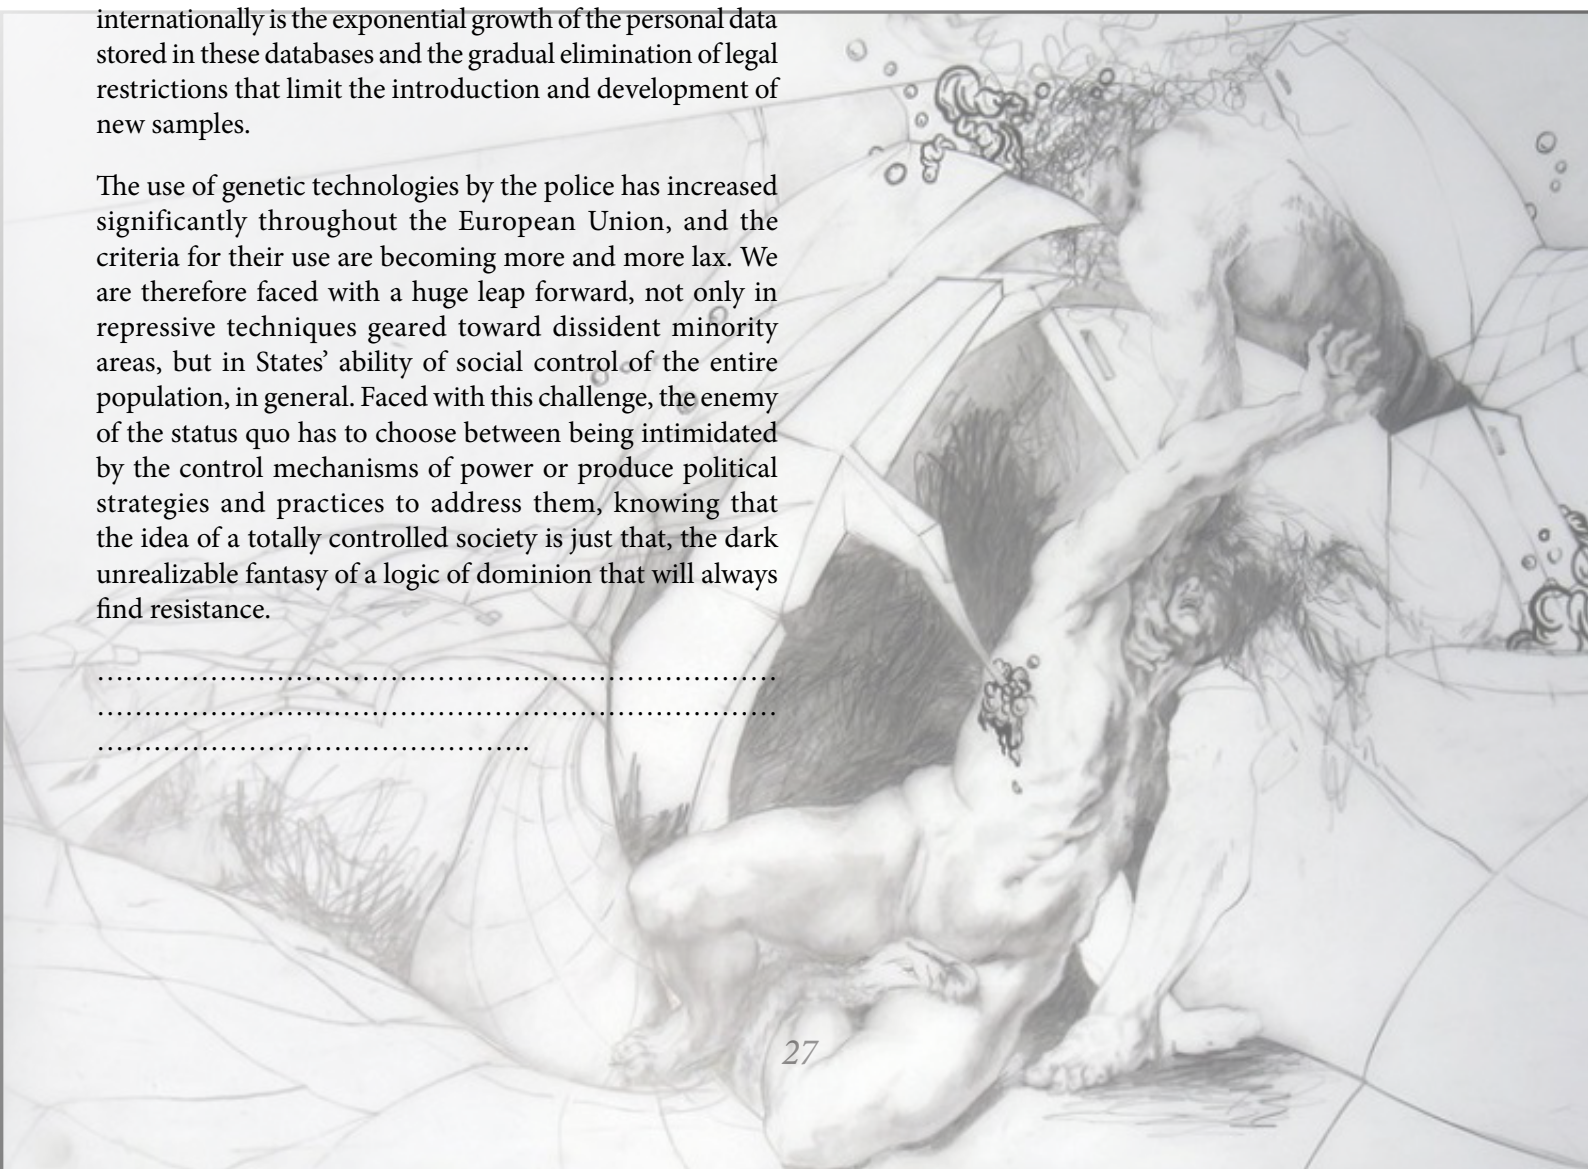 internationally is the exponential growth of the personal data
stored in these databases and the gradual elimination of legal
restrictions that limit the introduction and development of
new samples.
The use of genetic technologies by the police has increased
significantly throughout the European Union, and the
criteria for their use are becoming more and more lax. We
are therefore faced with a huge leap forward, not only in
repressive techniques geared toward dissident minority
areas, but in States’ ability of social control of the entire
population, in general. Faced with this challenge, the enemy
of the status quo has to choose between being intimidated
by the control mechanisms of power or produce political
strategies and practices to address them, knowing that
the idea of a totally controlled society is just that, the dark
unrealizable fantasy of a logic of dominion that will always
find resistance.
........................................................................
........................................................................
..............................................
27